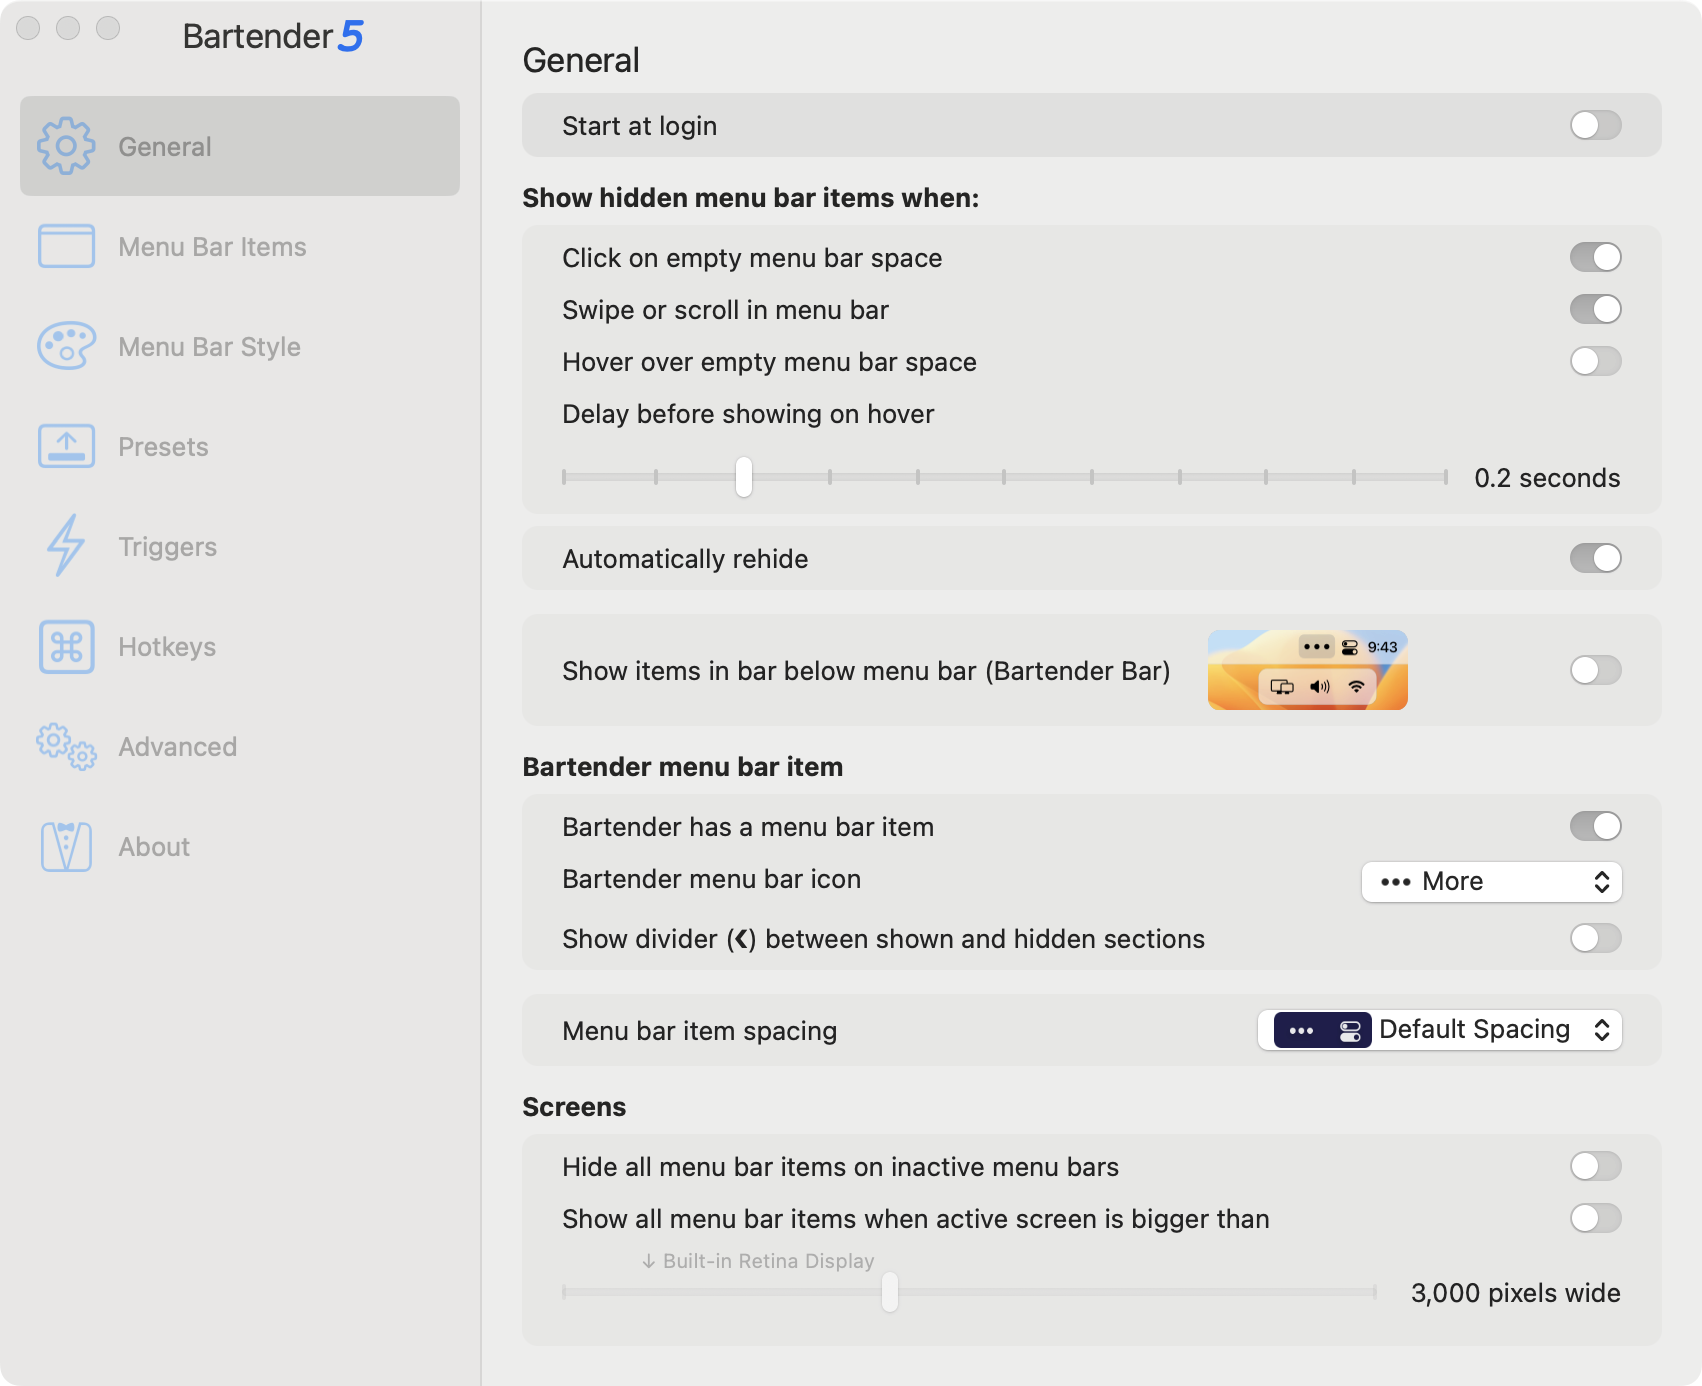 Bartender 5
General
Menu Bar Items
Menu Bar Style
Presets
Triggers
Hotkeys
Advanced
About
General
Start at login
Show hidden menu bar items when:
Click on empty menu bar space
Swipe or scroll in menu bar
Hover over empty menu bar space
Delay before showing on hover
0.2 seconds
Automatically rehide
Show items in bar below menu bar (Bartender Bar)
9:43
Bartender menu bar item
Bartender has a menu bar item
Bartender menu bar icon
••• More
Show divider (❮) between shown and hidden sections
Menu bar item spacing
••• Default Spacing
Screens
Hide all menu bar items on inactive menu bars
Show all menu bar items when active screen is bigger than
↓ Built-in Retina Display
3,000 pixels wide